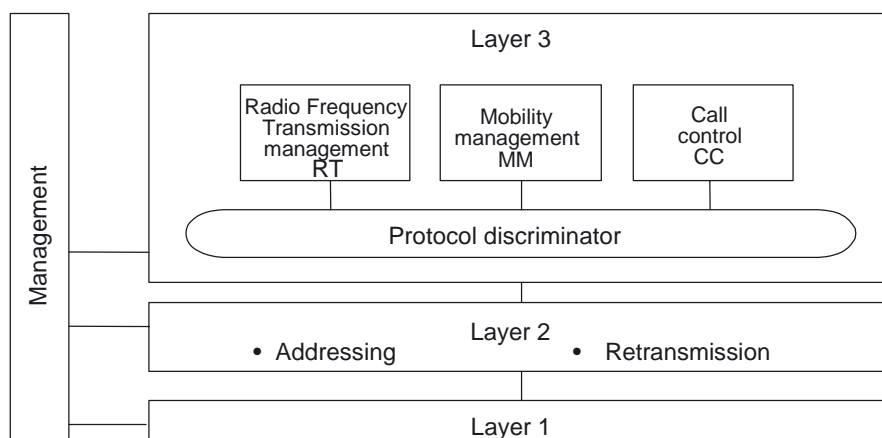 Management
Layer 3
Radio Frequency
Transmission
management
RT
Mobility
management
MM
Call
control
CC
Protocol discriminator
Layer 2
• Addressing • Retransmission
Layer 1